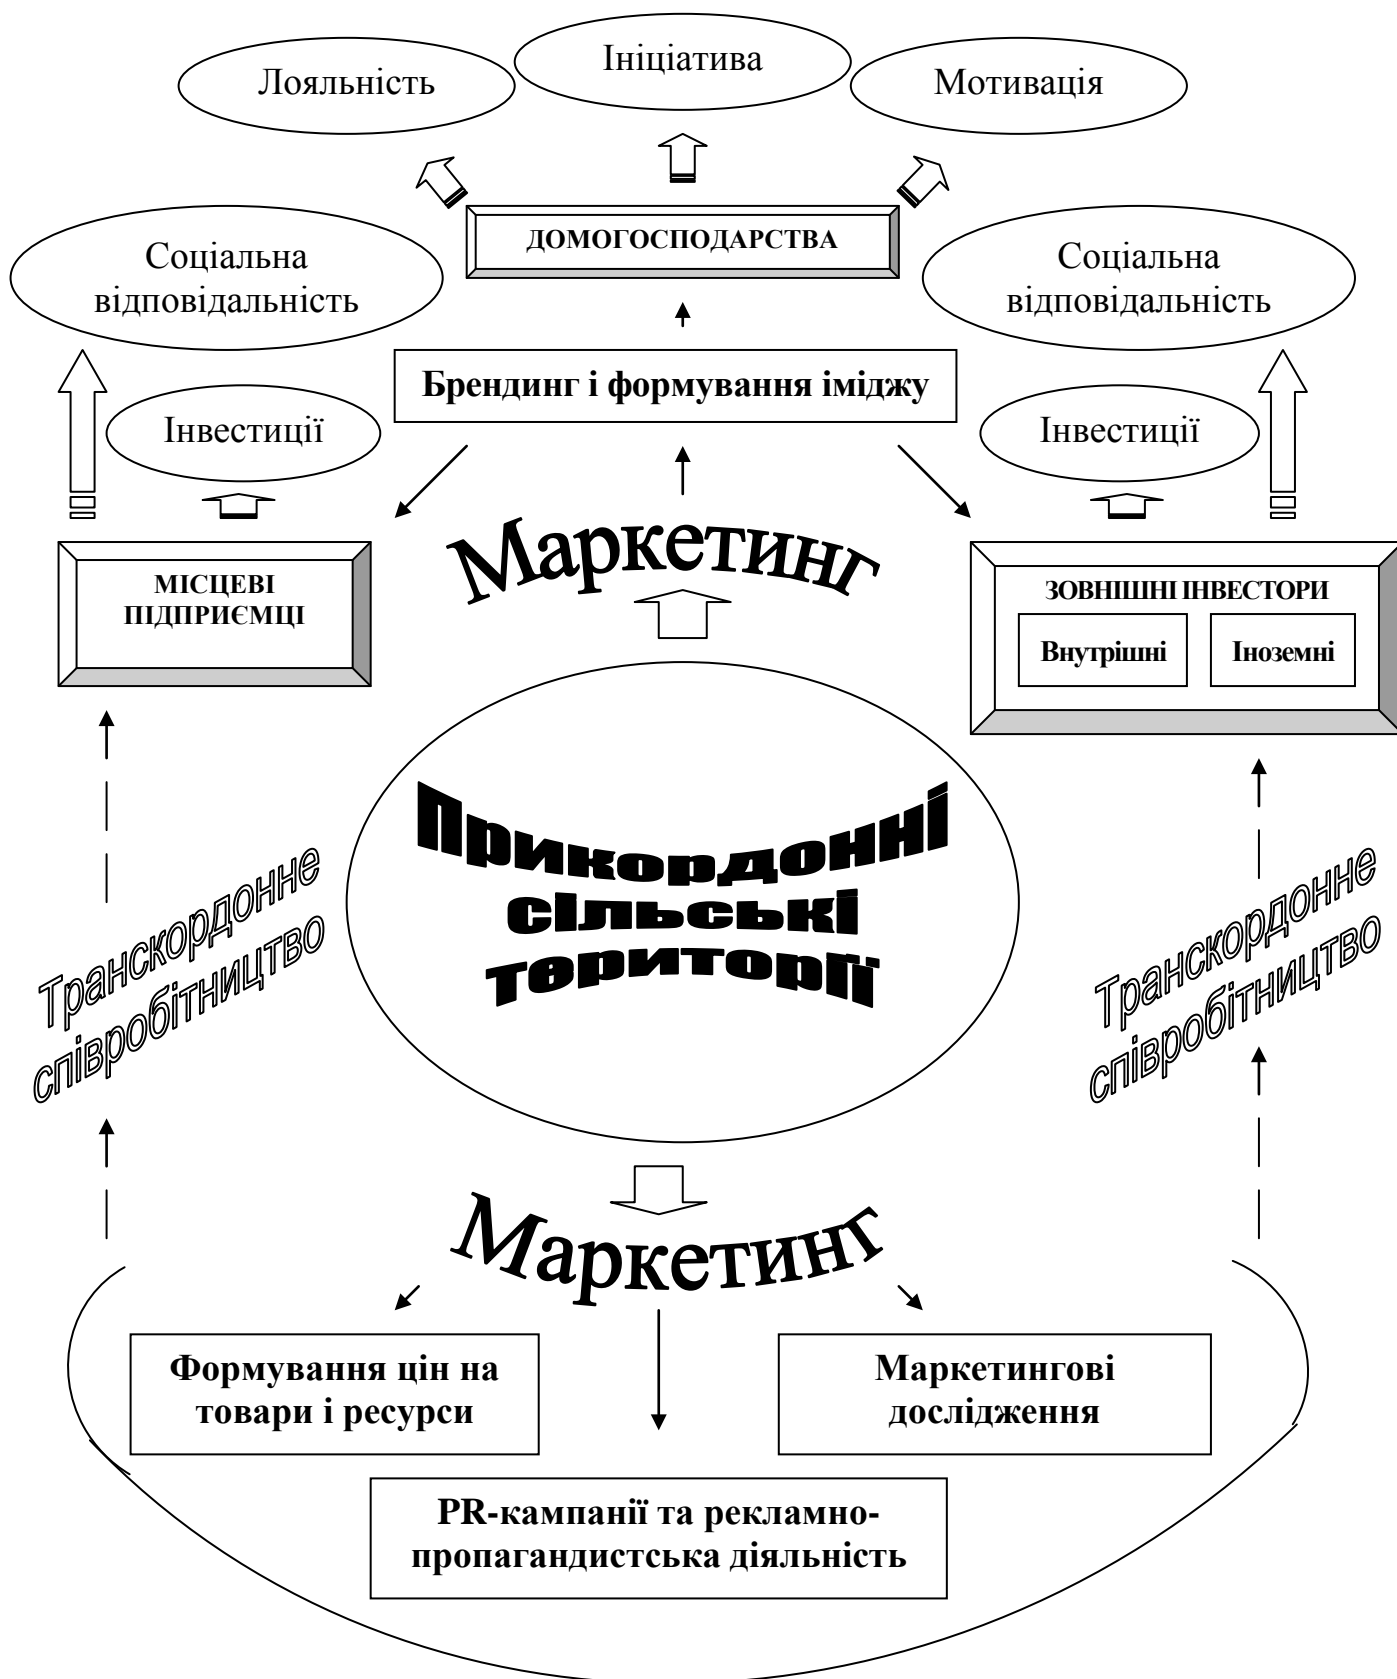 Ініціатива
Лояльність
Мотивація
ДОМОГОСПОДАРСТВА
Соціальна
відповідальність
Соціальна
відповідальність
Брендинг і формування іміджу
Інвестиції
Інвестиції
Маркетинг
МІСЦЕВІ
ПІДПРИЄМЦІ
ЗОВНІШНІ ІНВЕСТОРИ
Внутрішні
Іноземні
Прикордонні
сільські
території
Транскордонне
співробітництво
Транскордонне
співробітництво
Маркетинг
Формування цін на
товари і ресурси
Маркетингові
дослідження
PR-кампанії та рекламно-
пропагандистська діяльність